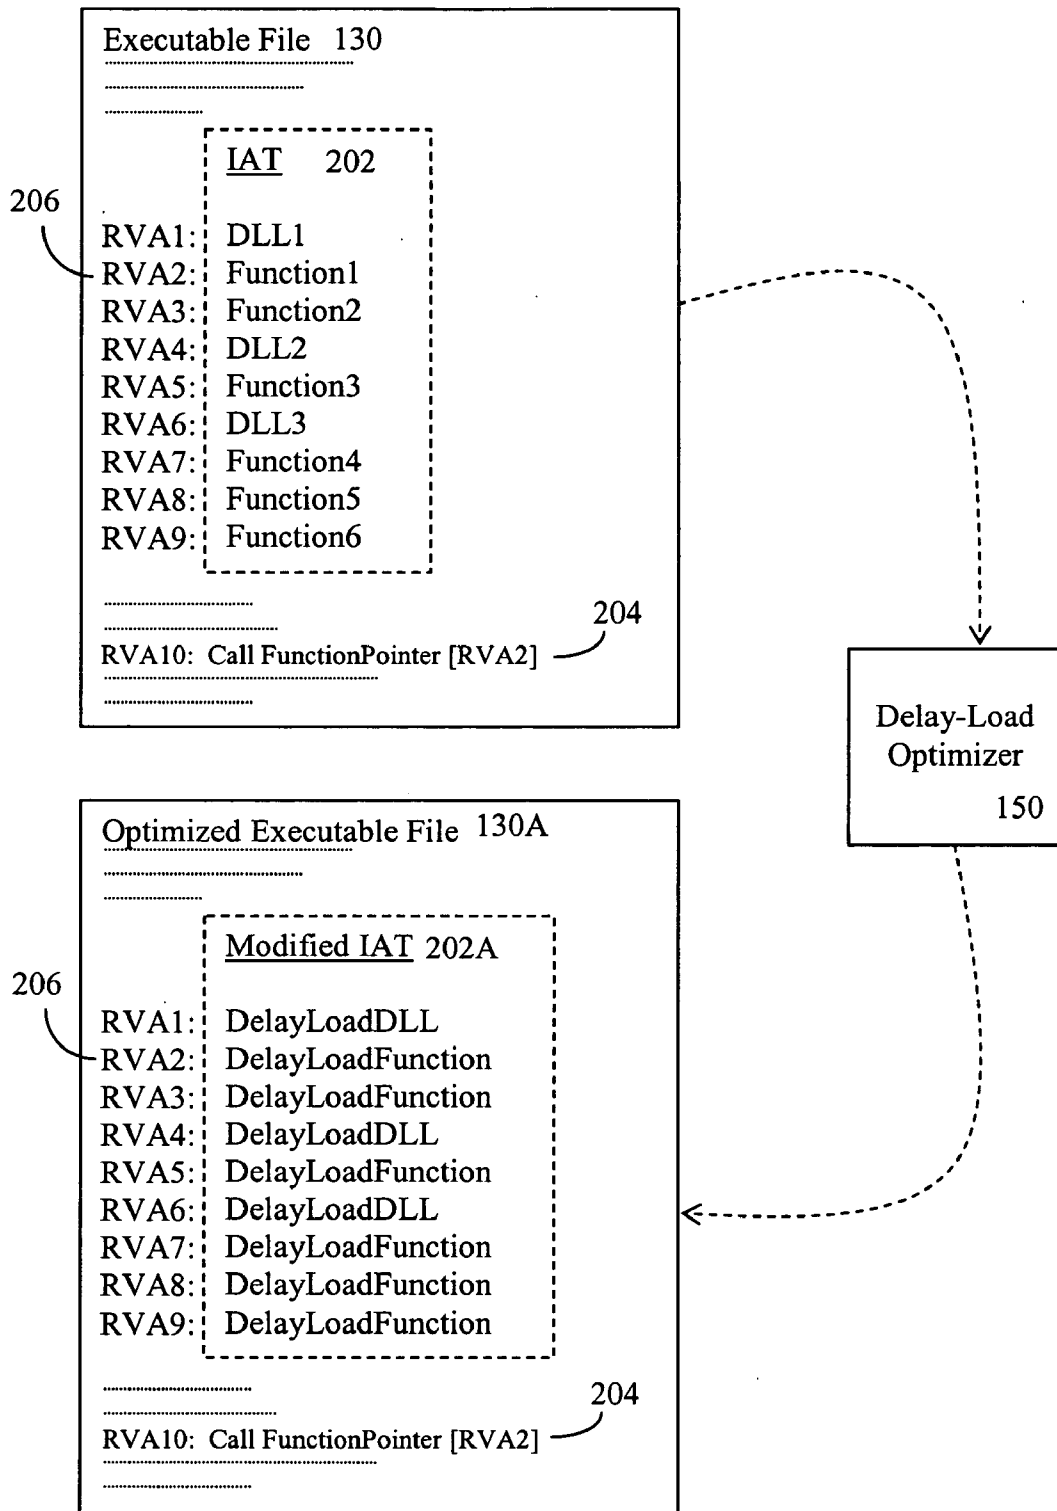 Executable File 130
IAT 202
206
RVA1: DLL1
RVA2: Function1
RVA3: Function2
RVA4: DLL2
RVA5: Function3
RVA6: DLL3
RVA7: Function4
RVA8: Function5
RVA9: Function6
204
RVA10: Call FunctionPointer [RVA2]
Delay-Load
Optimizer
150
Optimized Executable File 130A
Modified IAT 202A
206
RVA1: DelayLoadDLL
RVA2: DelayLoadFunction
RVA3: DelayLoadFunction
RVA4: DelayLoadDLL
RVA5: DelayLoadFunction
RVA6: DelayLoadDLL
RVA7: DelayLoadFunction
RVA8: DelayLoadFunction
RVA9: DelayLoadFunction
204
RVA10: Call FunctionPointer [RVA2]